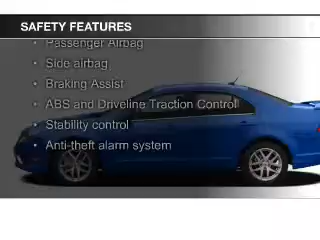 SAFETY FEATURES
• Passenger Airbag
• Side airbag
• Braking Assist
• ABS and Driveline Traction Control
• Stability control
• Anti-theft alarm system